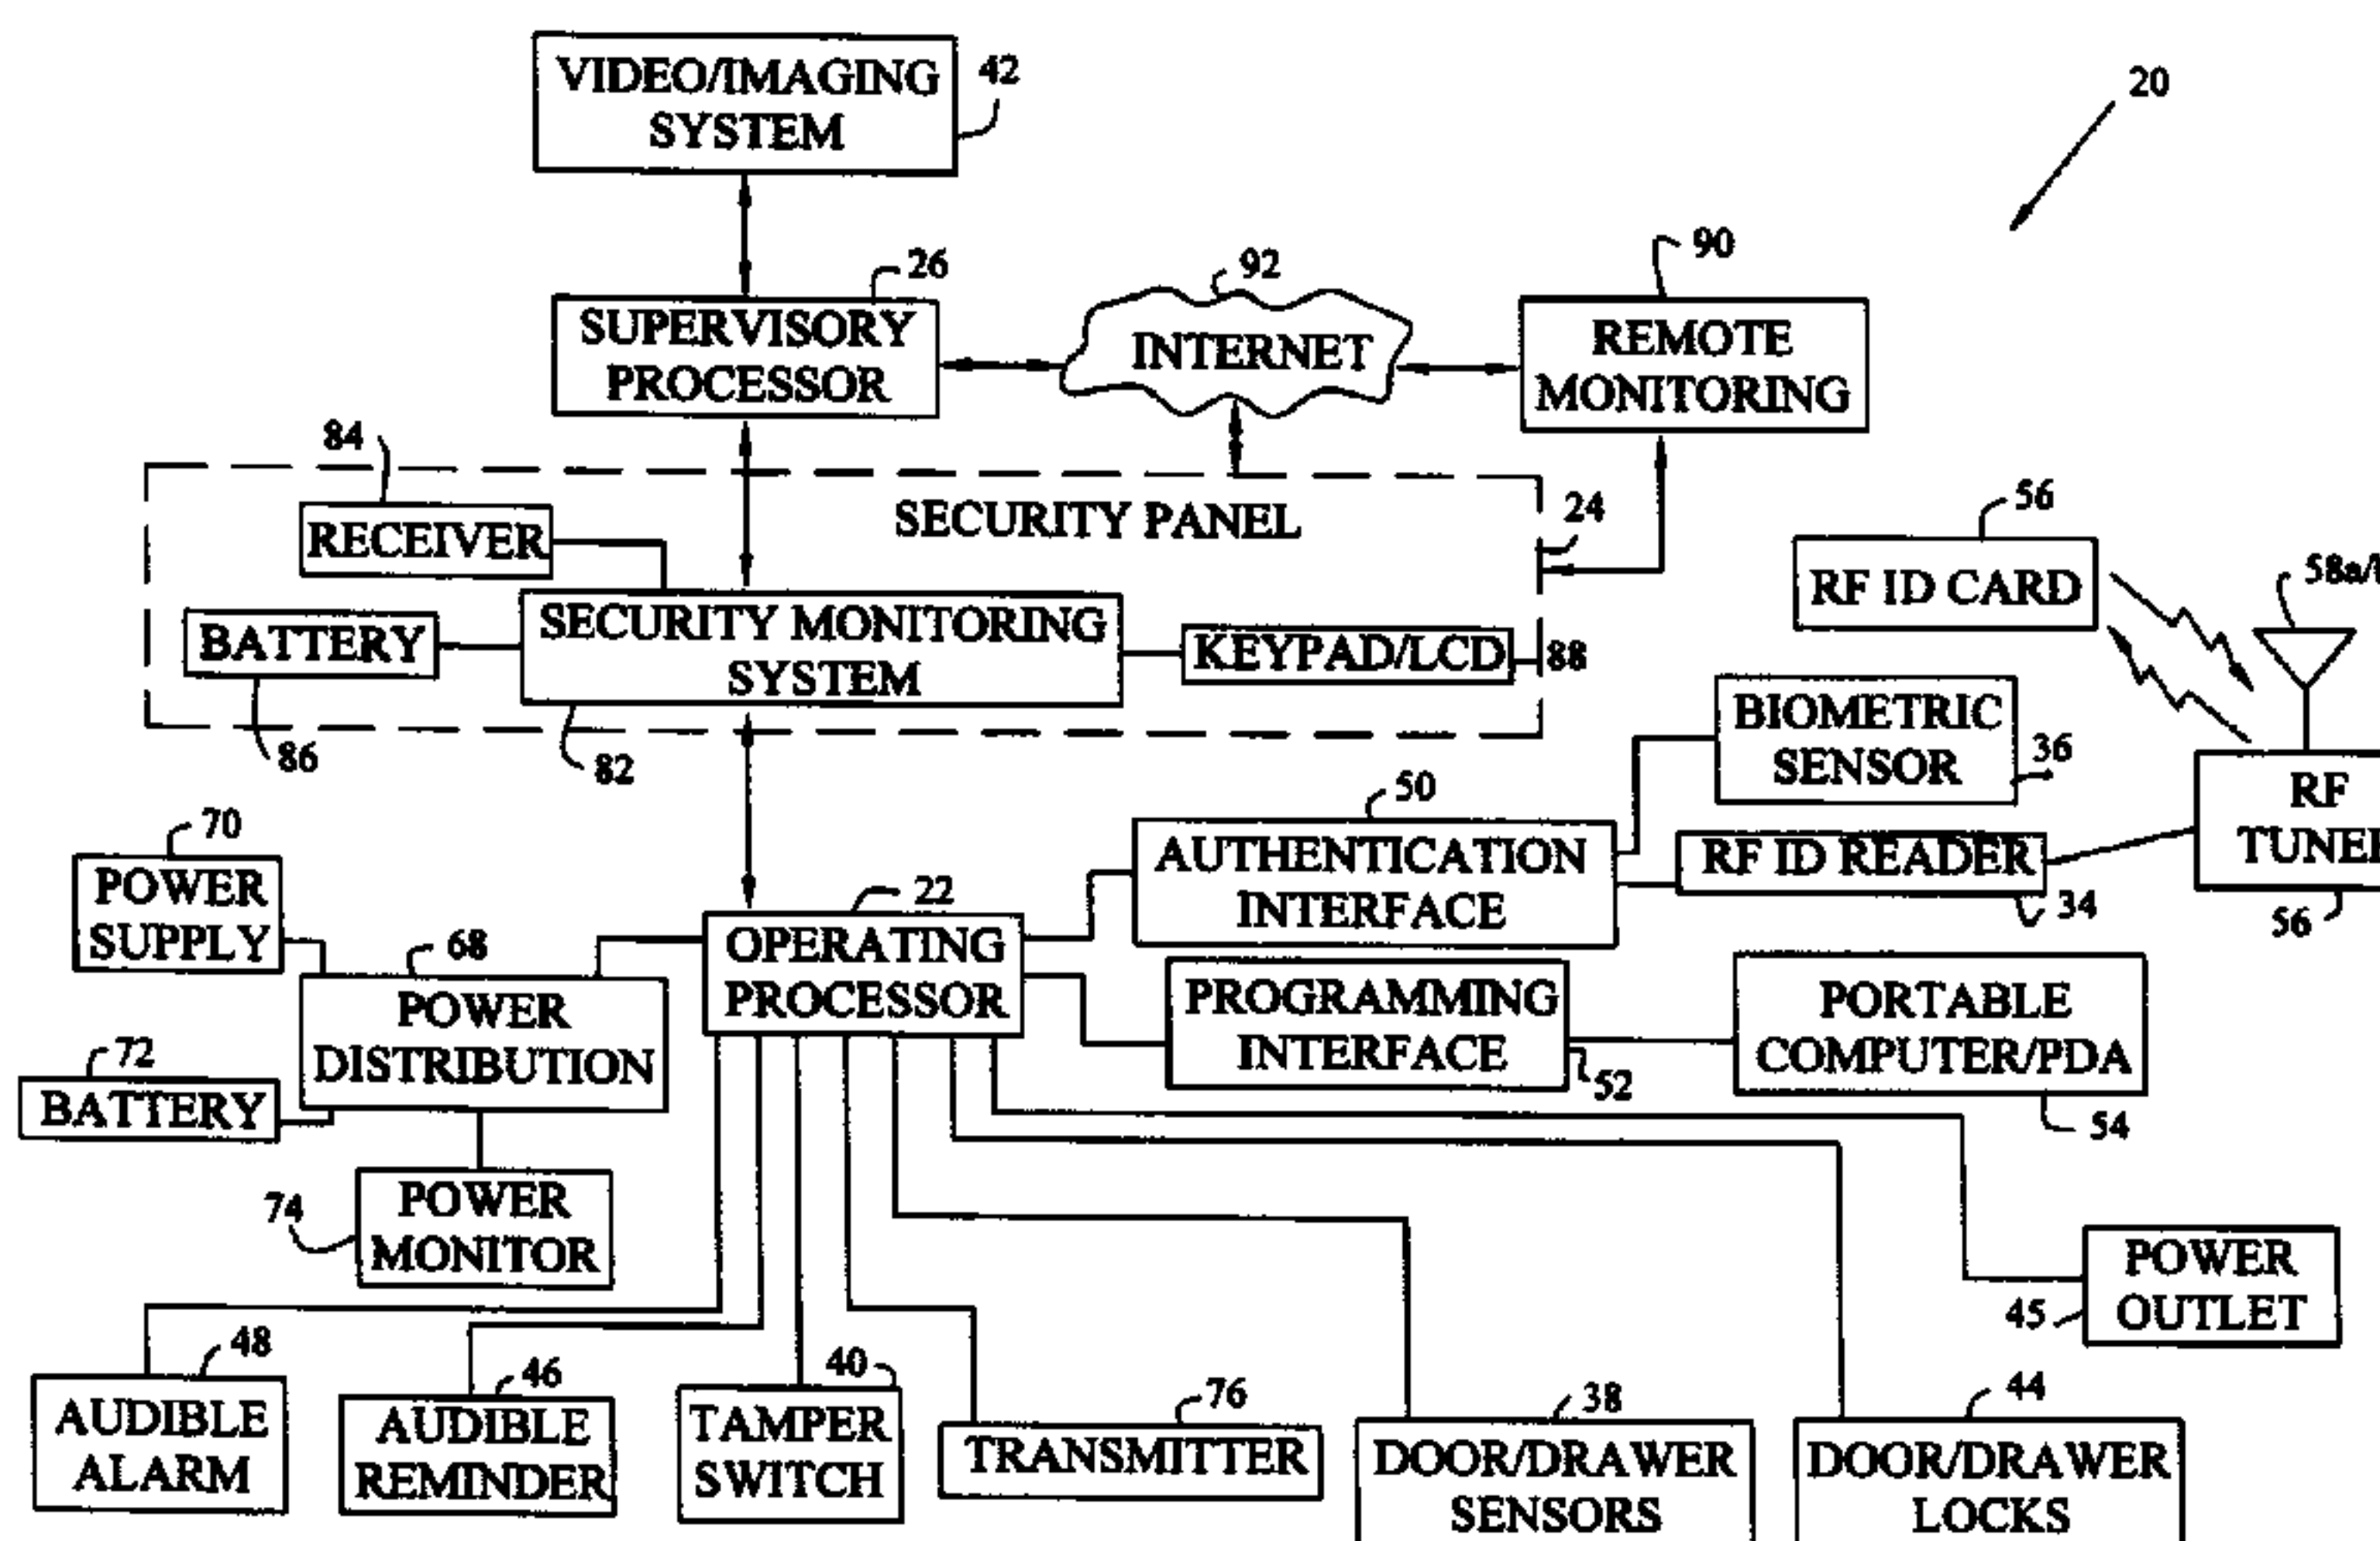 VIDEO/IMAGING
SYSTEM
42
20
26
SUPERVISORY
PROCESSOR
92
INTERNET
90
REMOTE
MONITORING
84
RECEIVER
SECURITY PANEL
24
BATTERY
86
SECURITY MONITORING
SYSTEM
82
KEYPAD/LCD
88
56
RF ID CARD
58a/
BIOMETRIC
SENSOR
36
RF
TUNE
56
50
AUTHENTICATION
INTERFACE
RF ID READER
34
70
POWER
SUPPLY
68
POWER
DISTRIBUTION
22
OPERATING
PROCESSOR
PROGRAMMING
INTERFACE
52
PORTABLE
COMPUTER/PDA
54
72
BATTERY
74
POWER
MONITOR
POWER
OUTLET
45
48
AUDIBLE
ALARM
46
AUDIBLE
REMINDER
40
TAMPER
SWITCH
76
TRANSMITTER
38
DOOR/DRAWER
SENSORS
44
DOOR/DRAWER
LOCKS